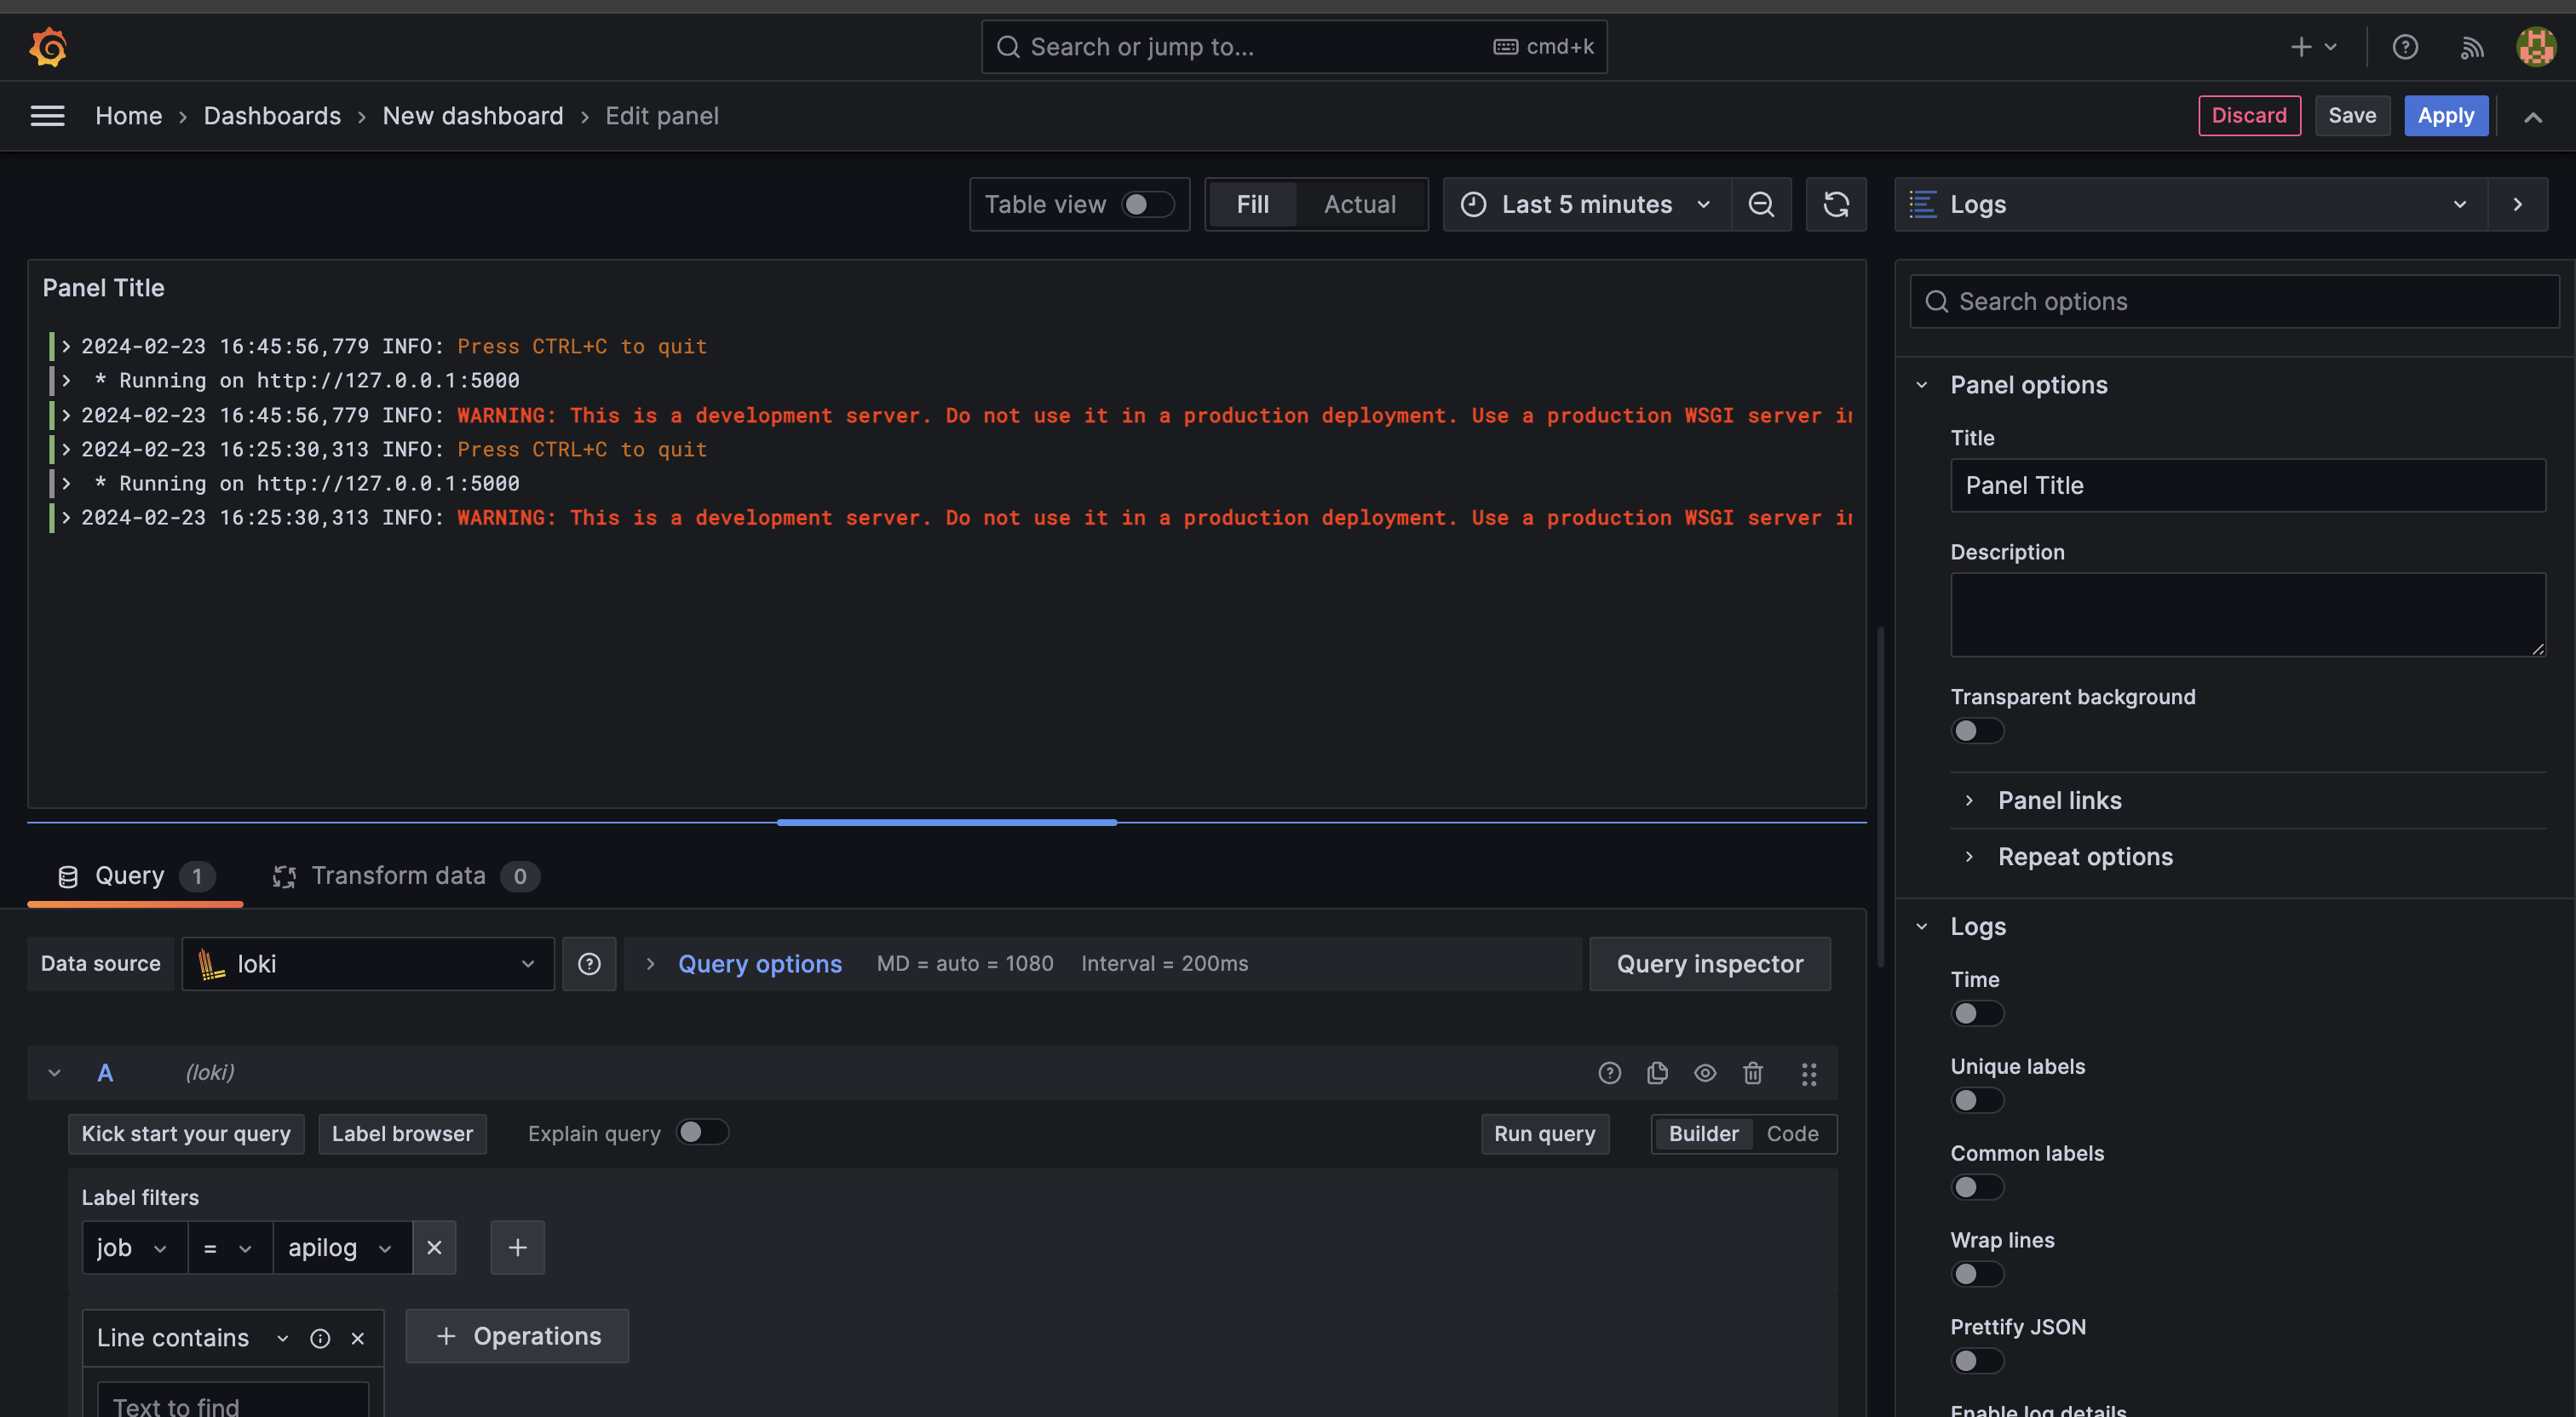 Search or jump to... cmd+k
Home › Dashboards › New dashboard › Edit panel
Discard Save Apply
Table view Fill Actual Last 5 minutes Logs
Panel Title
2024-02-23 16:45:56,779 INFO: Press CTRL+C to quit
* Running on http://127.0.0.1:5000
2024-02-23 16:45:56,779 INFO: WARNING: This is a development server. Do not use it in a production deployment. Use a production WSGI server in
2024-02-23 16:25:30,313 INFO: Press CTRL+C to quit
* Running on http://127.0.0.1:5000
2024-02-23 16:25:30,313 INFO: WARNING: This is a development server. Do not use it in a production deployment. Use a production WSGI server in
Query 1 Transform data 0
Data source loki Query options MD = auto = 1080 Interval = 200ms Query inspector
A (loki)
Kick start your query Label browser Explain query Run query Builder Code
Label filters
job = apilog
Line contains + Operations
Text to find
Search options
Panel options
Title
Panel Title
Description
Transparent background
Panel links
Repeat options
Logs
Time
Unique labels
Common labels
Wrap lines
Prettify JSON
Enable log details